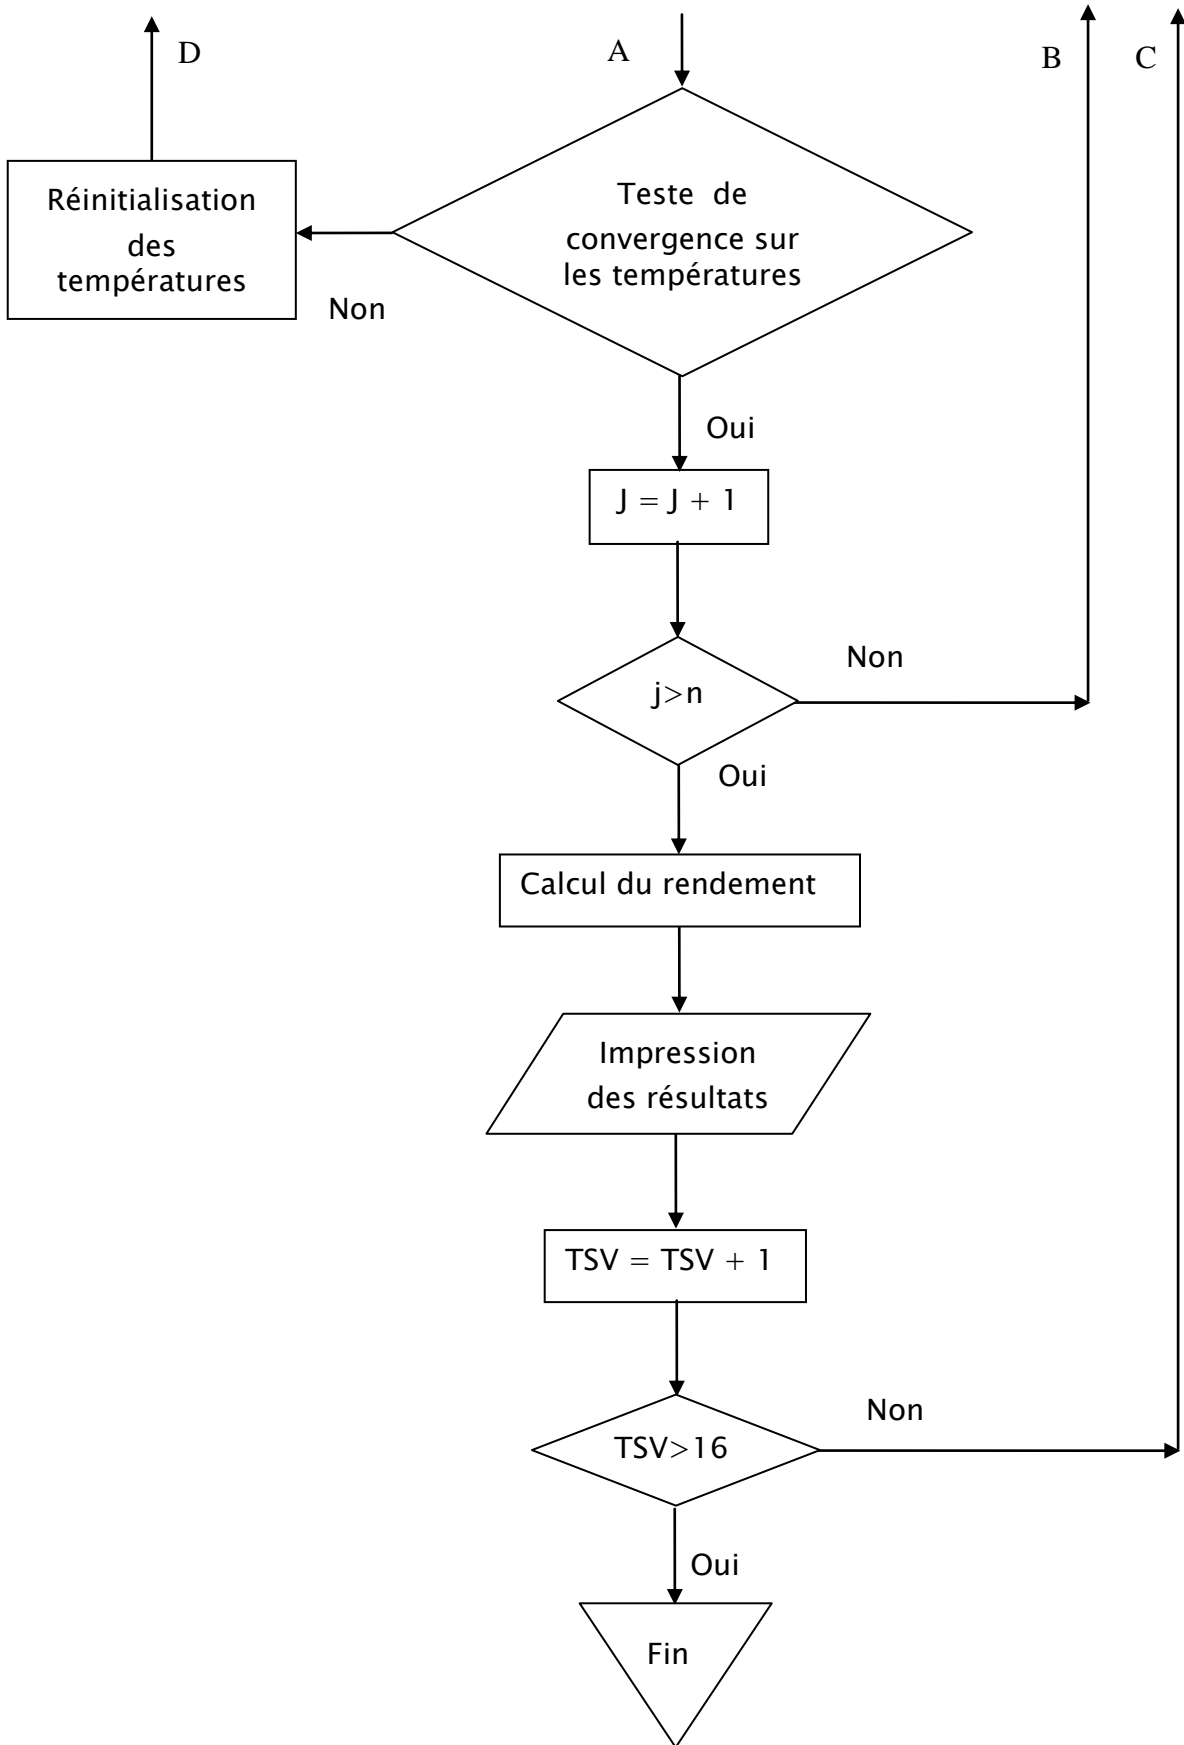 D
A
B
C
Réinitialisation
des
températures
Teste de
convergence sur
les températures
Non
Oui
J = J + 1
Non
j>n
Oui
Calcul du rendement
Impression
des résultats
TSV = TSV + 1
Non
TSV>16
Oui
Fin